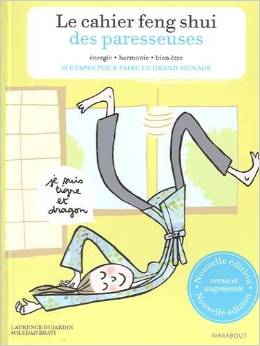 Le cahier feng shui
des paresseuses
énergie • harmonie • bien-être
10 ÉTAPES POUR FAIRE LE GRAND MÉNAGE
je suis
tigre
et
dragon
Nouvelle édition
revue et
augmentée
Nouvelle édition
LAURENCE DUJARDIN
SOLEDAD BRAVI
MARABOUT